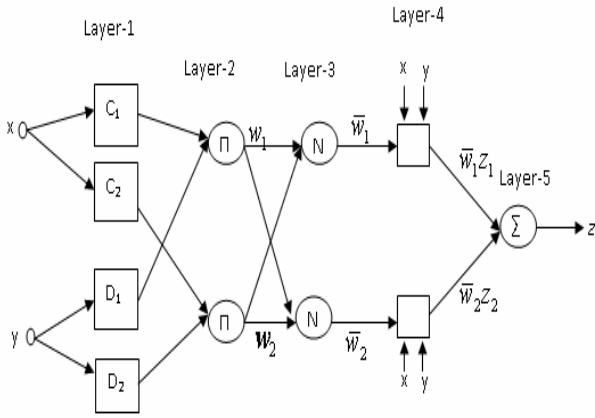 Layer-1
Layer-2
Layer-3
Layer-4
Layer-5
x
y
C₁
C₂
D₁
D₂
Π
Π
w₁
w₂
N
N
w̅₁
w̅₂
x y
x y
w̅₁z₁
w̅₂z₂
Σ
z